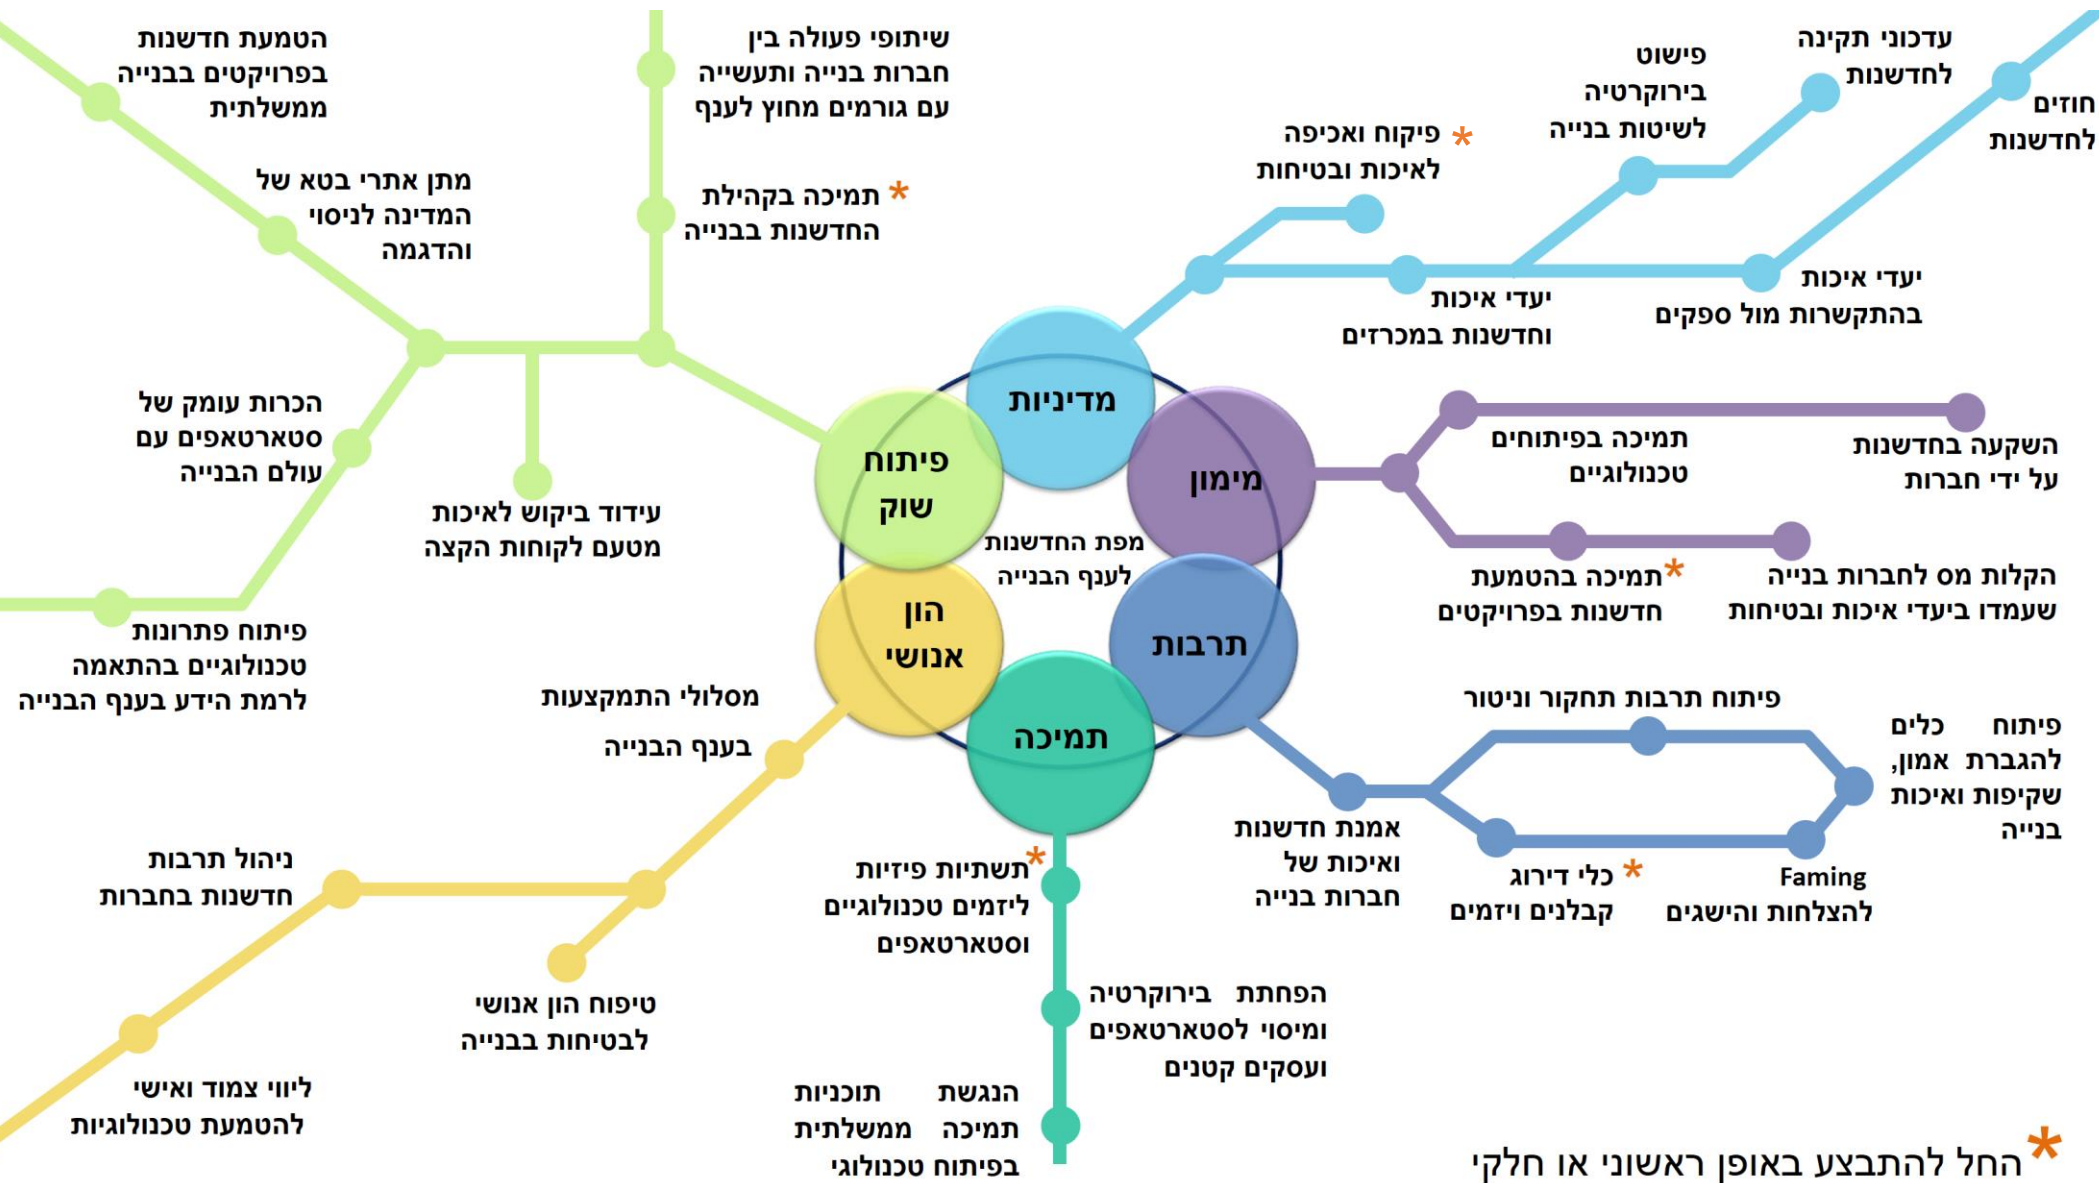 מפת החדשנות
לענף הבנייה
מדיניות
פיקוח ואכיפה *
לאיכות ובטיחות
יעדי איכות
וחדשנות במכרזים
פישוט
בירוקרטיה
לשיטות בנייה
עדכוני תקינה
לחדשנות
יעדי איכות
בהתקשרות מול ספקים
חוזים
לחדשנות
מימון
תמיכה בפיתוחים
טכנולוגיים
השקעה בחדשנות
על ידי חברות
*תמיכה בהטמעת
חדשנות בפרויקטים
הקלות מס לחברות בנייה
שעמדו ביעדי איכות ובטיחות
תרבות
אמנת חדשנות
ואיכות של
חברות בנייה
פיתוח תרבות תחקור וניטור
פיתוח כלים
להגברת אמון,
שקיפות ואיכות
בנייה
* כלי דירוג
קבלנים ויזמים
Faming
להצלחות והישגים
תמיכה
*תשתיות פיזיות
ליזמים טכנולוגיים
וסטארטאפים
הפחתת בירוקרטיה
ומיסוי לסטארטאפים
ועסקים קטנים
הנגשת תוכניות
תמיכה ממשלתית
בפיתוח טכנולוגי
הון
אנושי
מסלולי התמקצעות
בענף הבנייה
טיפוח הון אנושי
לבטיחות בבנייה
ניהול תרבות
חדשנות בחברות
ליווי צמוד ואישי
להטמעת טכנולוגיות
פיתוח
שוק
שיתופי פעולה בין
חברות בנייה ותעשייה
עם גורמים מחוץ לענף
* תמיכה בקהילת
החדשנות בבנייה
הטמעת חדשנות
בפרויקטים בבנייה
ממשלתית
מתן אתרי בטא של
המדינה לניסוי
והדגמה
עידוד ביקוש לאיכות
מטעם לקוחות הקצה
הכרות עומק של
סטארטאפים עם
עולם הבנייה
פיתוח פתרונות
טכנולוגיים בהתאמה
לרמת הידע בענף הבנייה
* החל להתבצע באופן ראשוני או חלקי